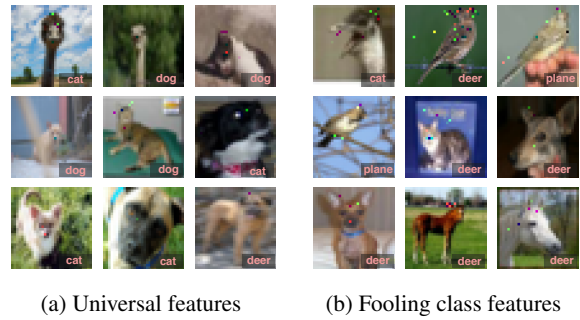 cat dog dog cat deer plane
dog dog cat plane deer deer
cat cat deer deer deer deer
(a) Universal features (b) Fooling class features